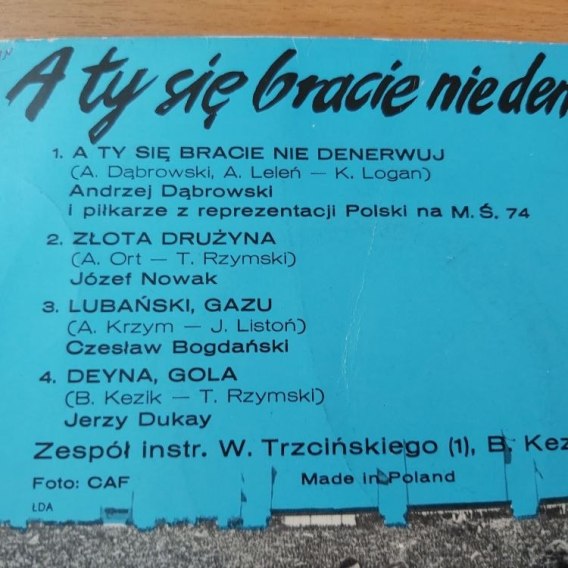 A ty się bracie nie den
1. A TY SIĘ BRACIE NIE DENERWUJ
(A. Dąbrowski, A. Leleń — K. Logan)
Andrzej Dąbrowski
i piłkarze z reprezentacji Polski na M. Ś. 74
2. ZŁOTA DRUŻYNA
(A. Ort — T. Rzymski)
Józef Nowak
3. LUBAŃSKI, GAZU
(A. Krzym — J. Listoń)
Czesław Bogdański
4. DEYNA, GOLA
(B. Kezik — T. Rzymski)
Jerzy Dukay
Zespół instr. W. Trzcińskiego (1), B. Kez
Foto: CAF
Made in Poland
ŁDA